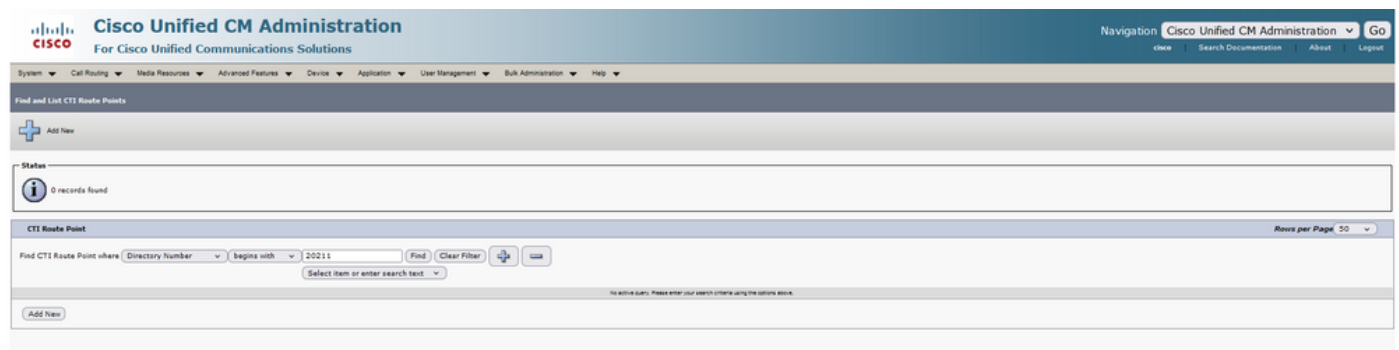 Cisco Unified CM Administration
CISCO
For Cisco Unified Communications Solutions
Navigation Cisco Unified CM Administration Go
cisco | Search Documentation | About | Logout
System Call Routing Media Resources Advanced Features Device Application User Management Bulk Administration Help
Find and List CTI Route Points
Add New
Status
i 0 records found
CTI Route Point Rows per Page 50
Find CTI Route Point where Directory Number begins with 20211 Find Clear Filter
Select item or enter search text
No active query. Please enter your search criteria using the options above.
Add New